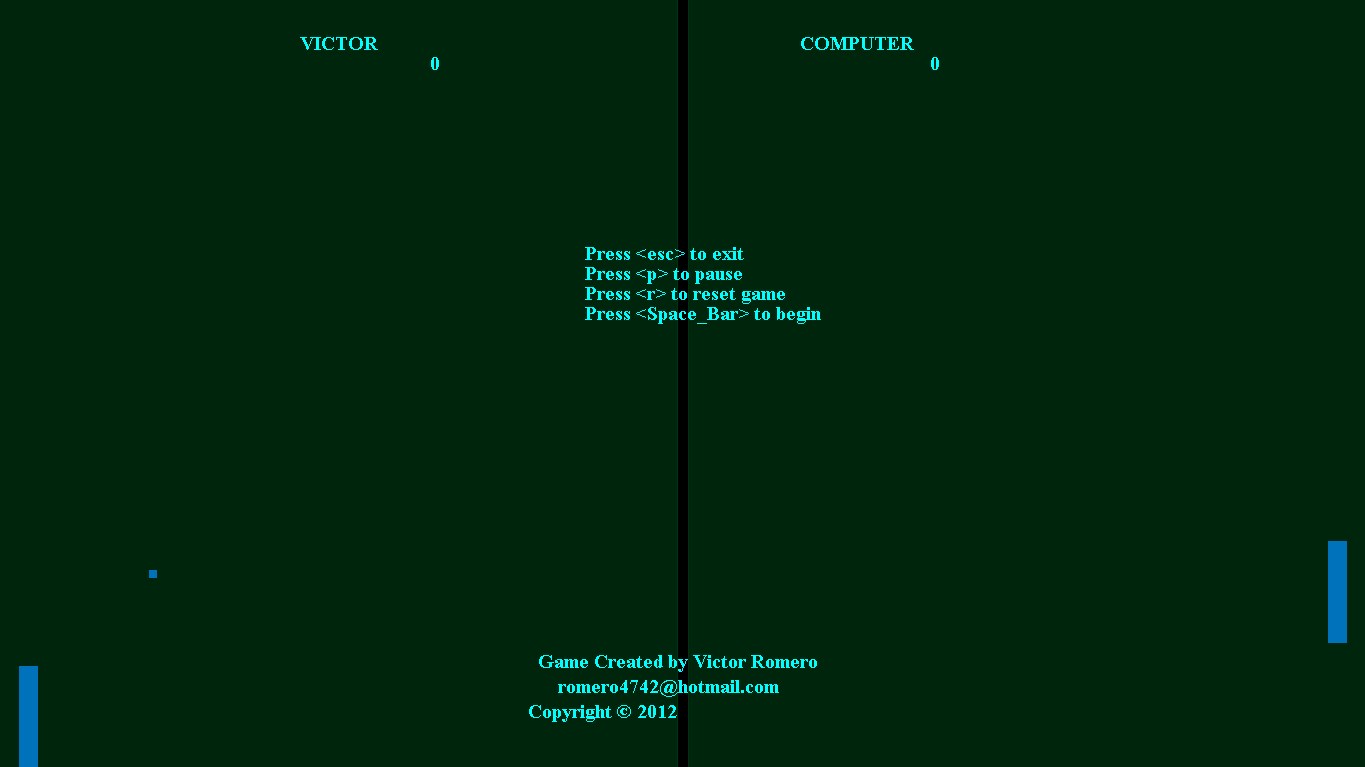 VICTOR
0
COMPUTER
0
Press <esc> to exit
Press <p> to pause
Press <r> to reset game
Press <Space_Bar> to begin
Game Created by Victor Romero
romero4742@hotmail.com
Copyright © 2012